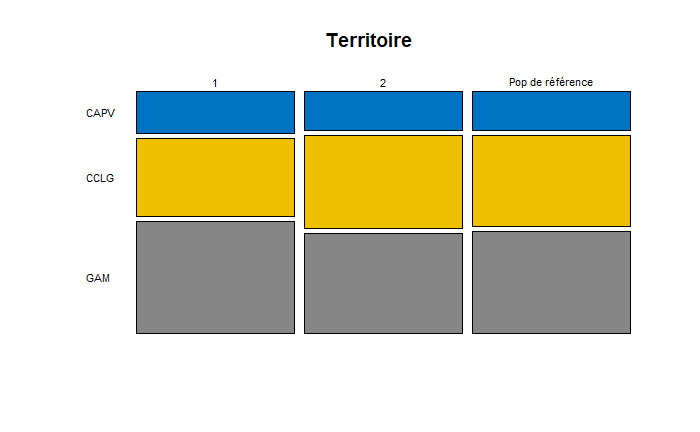 Territoire
1 2 Pop de référence
CAPV
CCLG
GAM